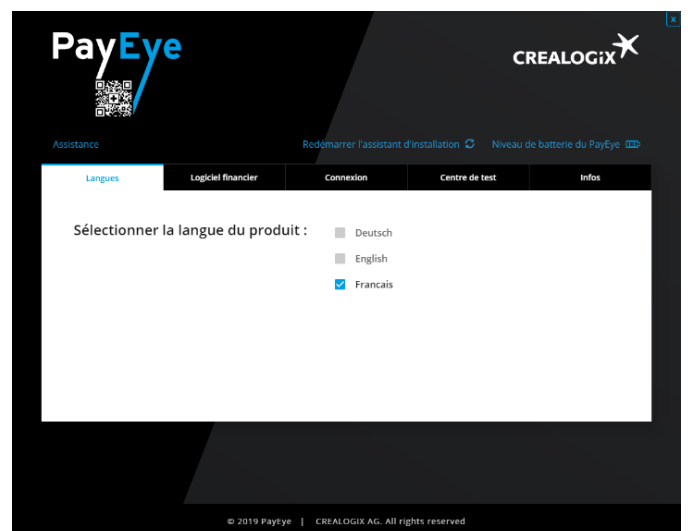 x
PayEye
CREALOGiX
Assistance
Redémarrer l'assistant d'installation
Niveau de batterie du PayEye
Langues
Logiciel financier
Connexion
Centre de test
Infos
Sélectionner la langue du produit :
Deutsch
English
Francais
© 2019 PayEye | CREALOGIX AG. All rights reserved